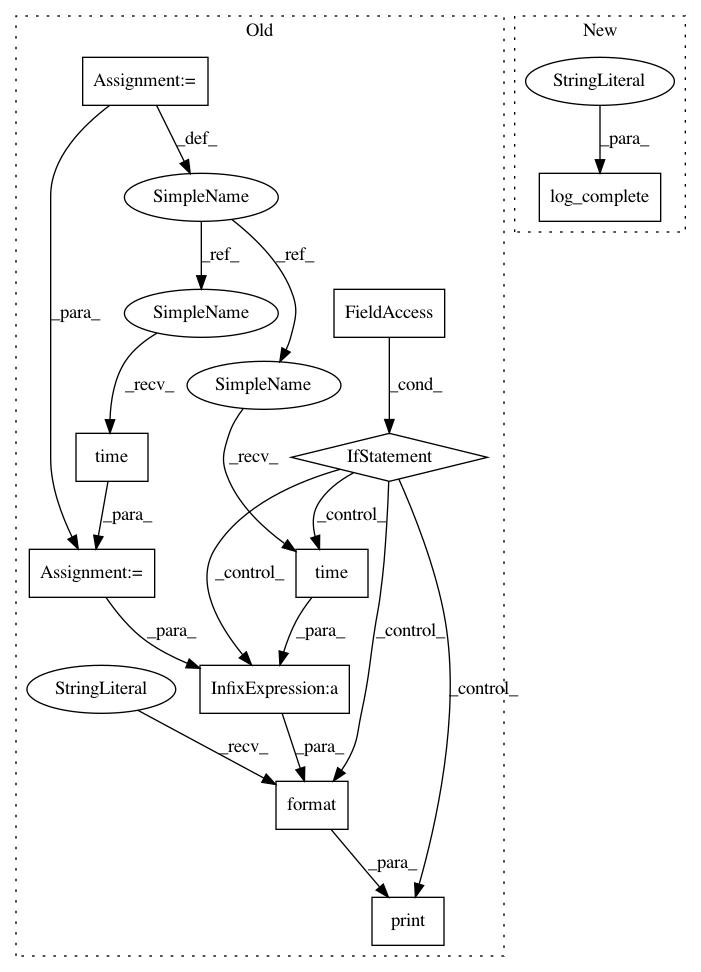 Old
New
Assignment:=
StringLiteral
_def_
_para_
SimpleName
log_complete
_ref_
_ref_
_para_
SimpleName
FieldAccess
SimpleName
_recv_
_cond_
time
IfStatement
_recv_
_para_
_control_
Assignment:=
time
_control_
_para_
_para_
_control_
_control_
StringLiteral
InfixExpression:a
_recv_
_para_
format
_para_
print